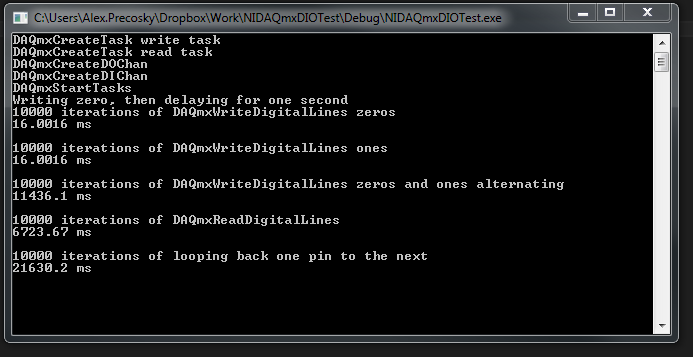 C:\Users\Alex.Precosky\Dropbox\Work\NIDAQmxDIOTest\Debug\NIDAQmxDIOTest.exe
DAQmxCreateTask write task
DAQmxCreateTask read task
DAQmxCreateDOChan
DAQmxCreateDIChan
DAQmxStartTasks
Writing zero, then delaying for one second
10000 iterations of DAQmxWriteDigitalLines zeros
16.0016 ms
10000 iterations of DAQmxWriteDigitalLines ones
16.0016 ms
10000 iterations of DAQmxWriteDigitalLines zeros and ones alternating
11436.1 ms
10000 iterations of DAQmxReadDigitalLines
6723.67 ms
10000 iterations of looping back one pin to the next
21630.2 ms